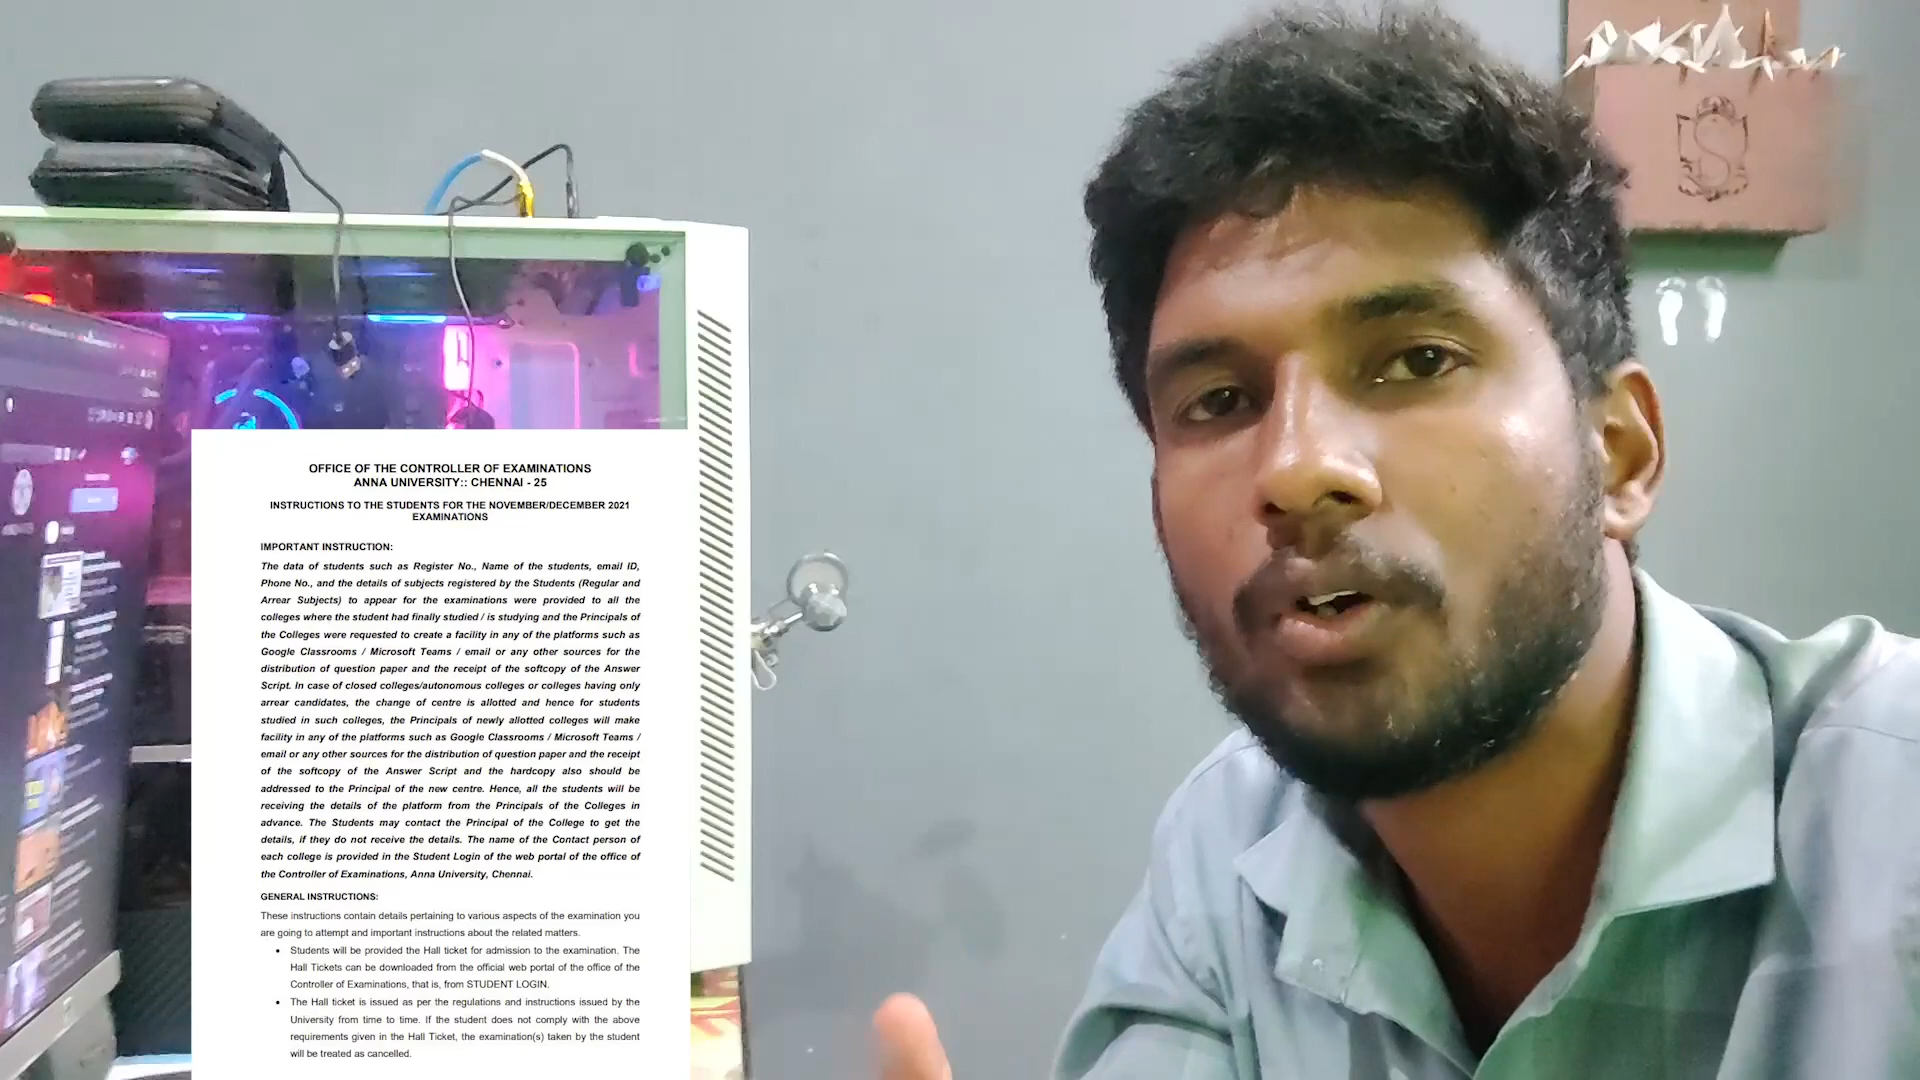 OFFICE OF THE CONTROLLER OF EXAMINATIONS
ANNA UNIVERSITY:: CHENNAI - 25
INSTRUCTIONS TO THE STUDENTS FOR THE NOVEMBER/DECEMBER 2021
EXAMINATIONS
IMPORTANT INSTRUCTION:
The data of students such as Register No., Name of the students, email ID,
Phone No., and the details of subjects registered by the Students (Regular and
Arrear Subjects) to appear for the examinations were provided to all the
colleges where the student had finally studied / is studying and the Principals of
the Colleges were requested to create a facility in any of the platforms such as
Google Classrooms / Microsoft Teams / email or any other sources for the
distribution of question paper and the receipt of the softcopy of the Answer
Script. In case of closed colleges/autonomous colleges or colleges having only
arrear candidates, the change of centre is allotted and hence for students
studied in such colleges, the Principals of newly allotted colleges will make
facility in any of the platforms such as Google Classrooms / Microsoft Teams /
email or any other sources for the distribution of question paper and the receipt
of the softcopy of the Answer Script and the hardcopy also should be
addressed to the Principal of the new centre. Hence, all the students will be
receiving the details of the platform from the Principals of the Colleges in
advance. The Students may contact the Principal of the College to get the
details, if they do not receive the details. The name of the Contact person of
each college is provided in the Student Login of the web portal of the office of
the Controller of Examinations, Anna University, Chennai.
GENERAL INSTRUCTIONS:
These instructions contain details pertaining to various aspects of the examination you
are going to attempt and important instructions about the related matters.
• Students will be provided the Hall ticket for admission to the examination. The
Hall Tickets can be downloaded from the official web portal of the office of the
Controller of Examinations, that is, from STUDENT LOGIN.
• The Hall ticket is issued as per the regulations and instructions issued by the
University from time to time. If the student does not comply with the above
requirements given in the Hall Ticket, the examination(s) taken by the student
will be treated as cancelled.